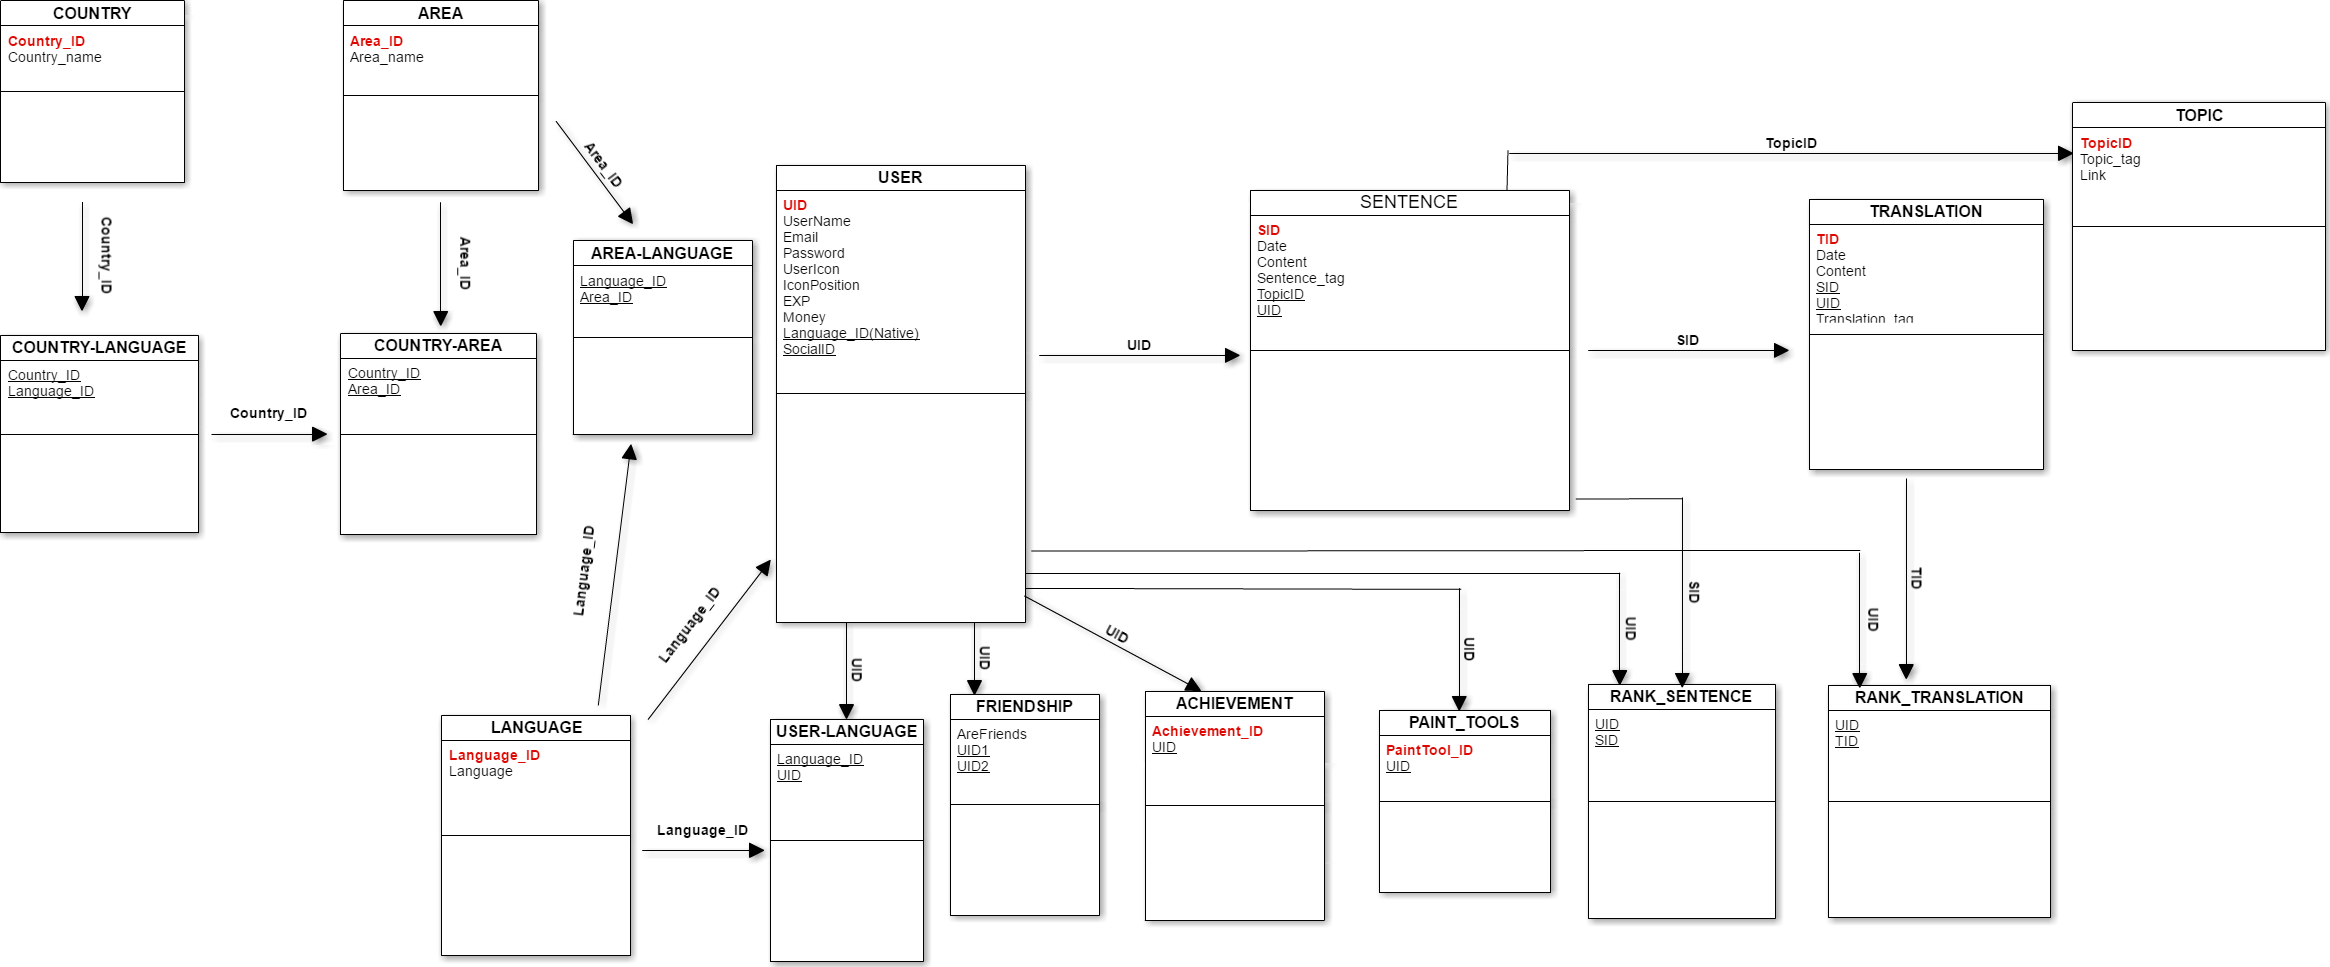 COUNTRY
Country_ID
Country_name
AREA
Area_ID
Area_name
Country_ID
Area_ID
Area_ID
COUNTRY-LANGUAGE
Country_ID
Language_ID
Country_ID
COUNTRY-AREA
Country_ID
Area_ID
AREA-LANGUAGE
Language_ID
Area_ID
USER
UID
UserName
Email
Password
UserIcon
IconPosition
EXP
Money
Language_ID(Native)
SocialID
UID
SENTENCE
SID
Date
Content
Sentence_tag
TopicID
UID
TopicID
TOPIC
TopicID
Topic_tag
Link
SID
TRANSLATION
TID
Date
Content
SID
UID
Translation_tag
Language_ID
Language_ID
LANGUAGE
Language_ID
Language
Language_ID
UID
USER-LANGUAGE
Language_ID
UID
UID
FRIENDSHIP
AreFriends
UID1
UID2
UID
ACHIEVEMENT
Achievement_ID
UID
UID
PAINT_TOOLS
PaintTool_ID
UID
UID
SID
RANK_SENTENCE
UID
SID
UID
TID
RANK_TRANSLATION
UID
TID